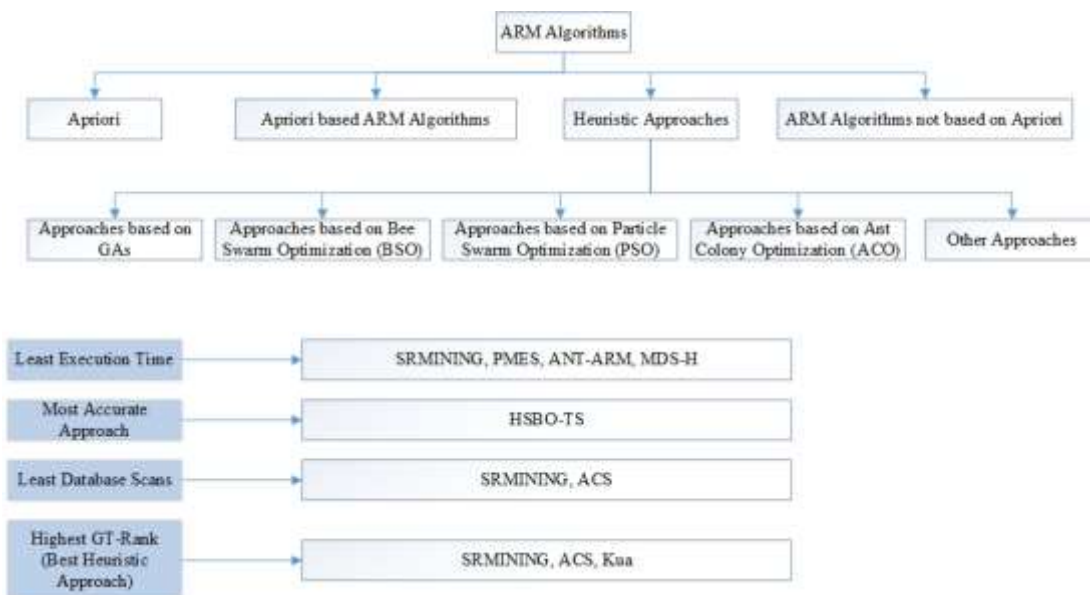 ARM Algorithms
Apriori
Apriori based ARM Algorithms
Heuristic Approaches
ARM Algorithms not based on Apriori
Approaches based on
GAs
Approaches based on Bee
Swarm Optimization (BSO)
Approaches based on Particle
Swarm Optimization (PSO)
Approaches based on Ant
Colony Optimization (ACO)
Other Approaches
Least Execution Time
SRMINING, PMES, ANT-ARM, MDS-H
Most Accurate
Approach
HSBO-TS
Least Database Scans
SRMINING, ACS
Highest GT-Rank
(Best Heuristic
Approach)
SRMINING, ACS, Kua